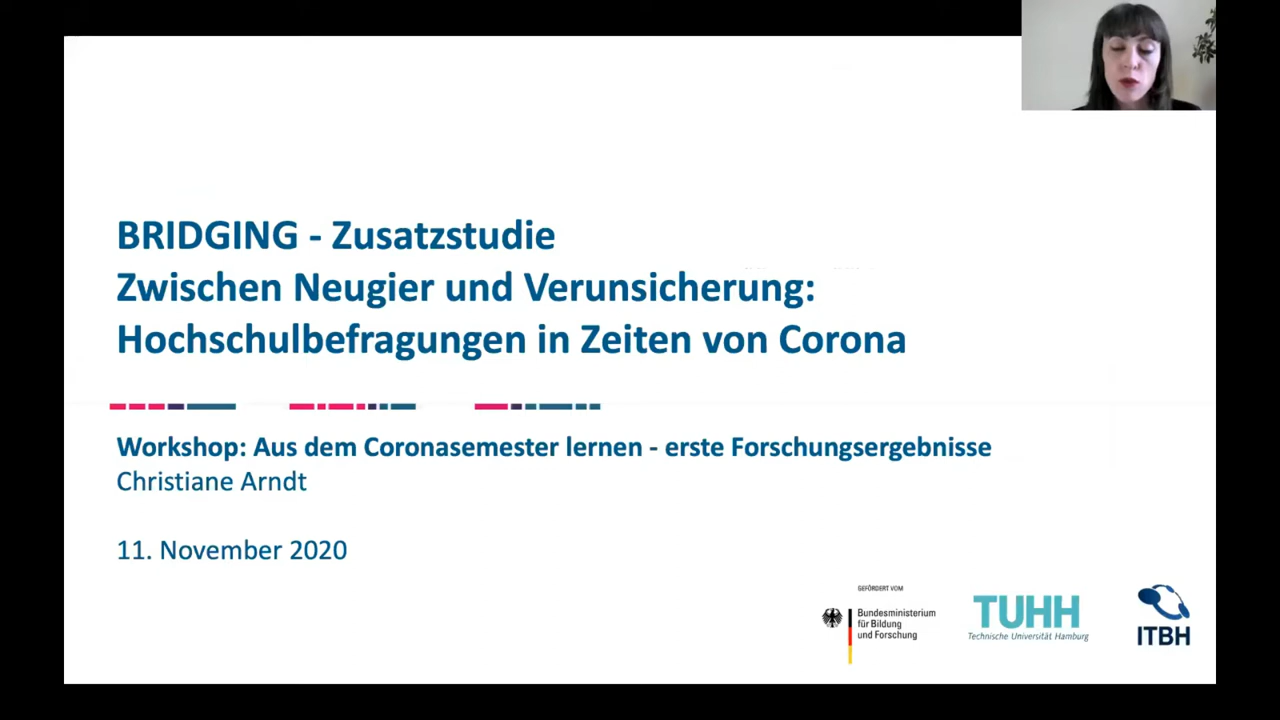 BRIDGING - Zusatzstudie
Zwischen Neugier und Verunsicherung:
Hochschulbefragungen in Zeiten von Corona
Workshop: Aus dem Coronasemester lernen - erste Forschungsergebnisse
Christiane Arndt
11. November 2020
GEFÖRDERT VOM
Bundesministerium
für Bildung
und Forschung
TUHH
Technische Universität Hamburg
ITBH